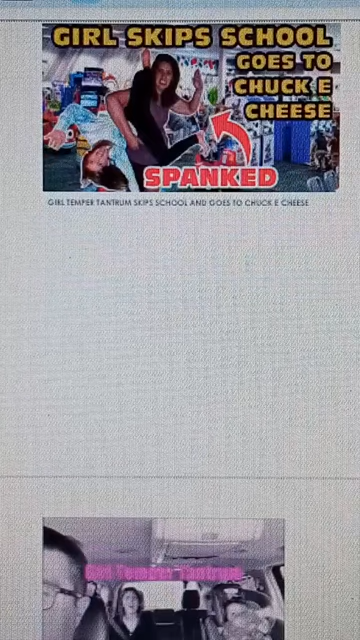 GIRL SKIPS SCHOOL
GOES TO
CHUCK E
CHEESE
SPANKED
GIRL TEMPER TANTRUM SKIPS SCHOOL AND GOES TO CHUCK E CHEESE
Girl Temper Tantrum